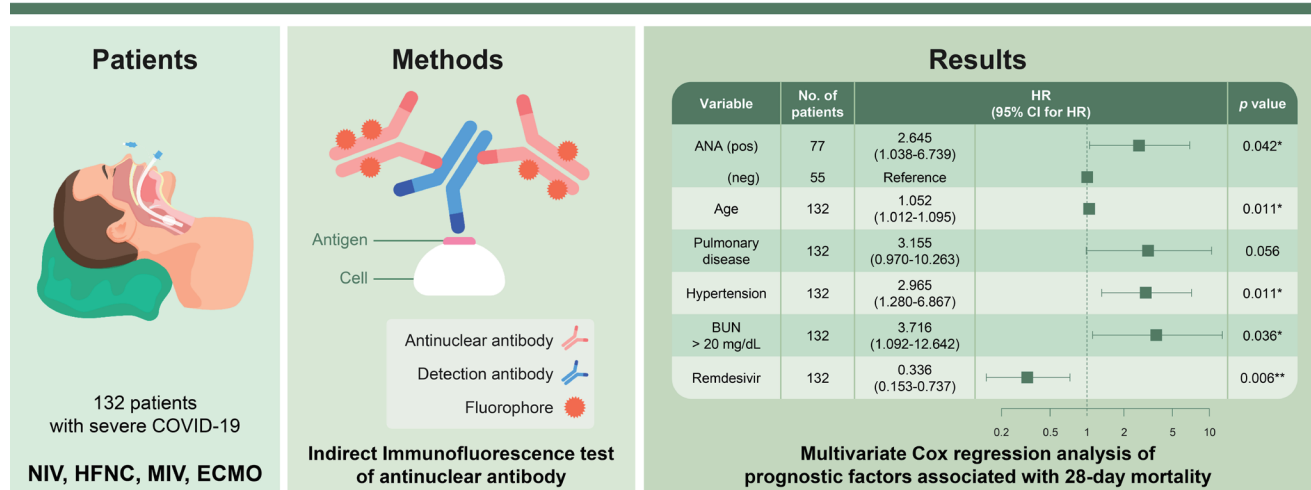 Patients
132 patients
with severe COVID-19
NIV, HFNC, MIV, ECMO
Methods
Antigen
Cell
Antinuclear antibody
Detection antibody
Fluorophore
Indirect Immunofluorescence test
of antinuclear antibody
Results
Variable No. of patients HR (95% CI for HR) p value
ANA (pos) 77 2.645 (1.038-6.739) 0.042*
(neg) 55 Reference
Age 132 1.052 (1.012-1.095) 0.011*
Pulmonary disease 132 3.155 (0.970-10.263) 0.056
Hypertension 132 2.965 (1.280-6.867) 0.011*
BUN > 20 mg/dL 132 3.716 (1.092-12.642) 0.036*
Remdesivir 132 0.336 (0.153-0.737) 0.006**
0.2 0.5 1 2 5 10
Multivariate Cox regression analysis of
prognostic factors associated with 28-day mortality